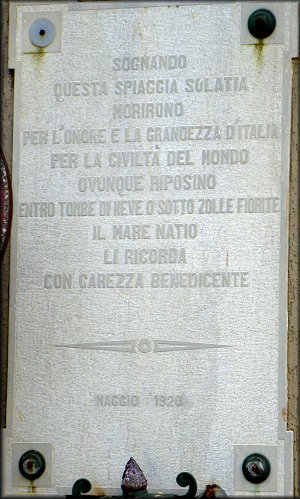 SOGNANDO
QUESTA SPIAGGIA SOLATIA
MORIRONO
PER L'ONORE E LA GRANDEZZA D'ITALIA
PER LA CIVILTÀ DEL MONDO
OVUNQUE RIPOSINO
ENTRO TOMBE DI NEVE O SOTTO ZOLLE FIORITE
IL MARE NATIO
LI RICORDA
CON CAREZZA BENEDICENTE
MAGGIO 1920